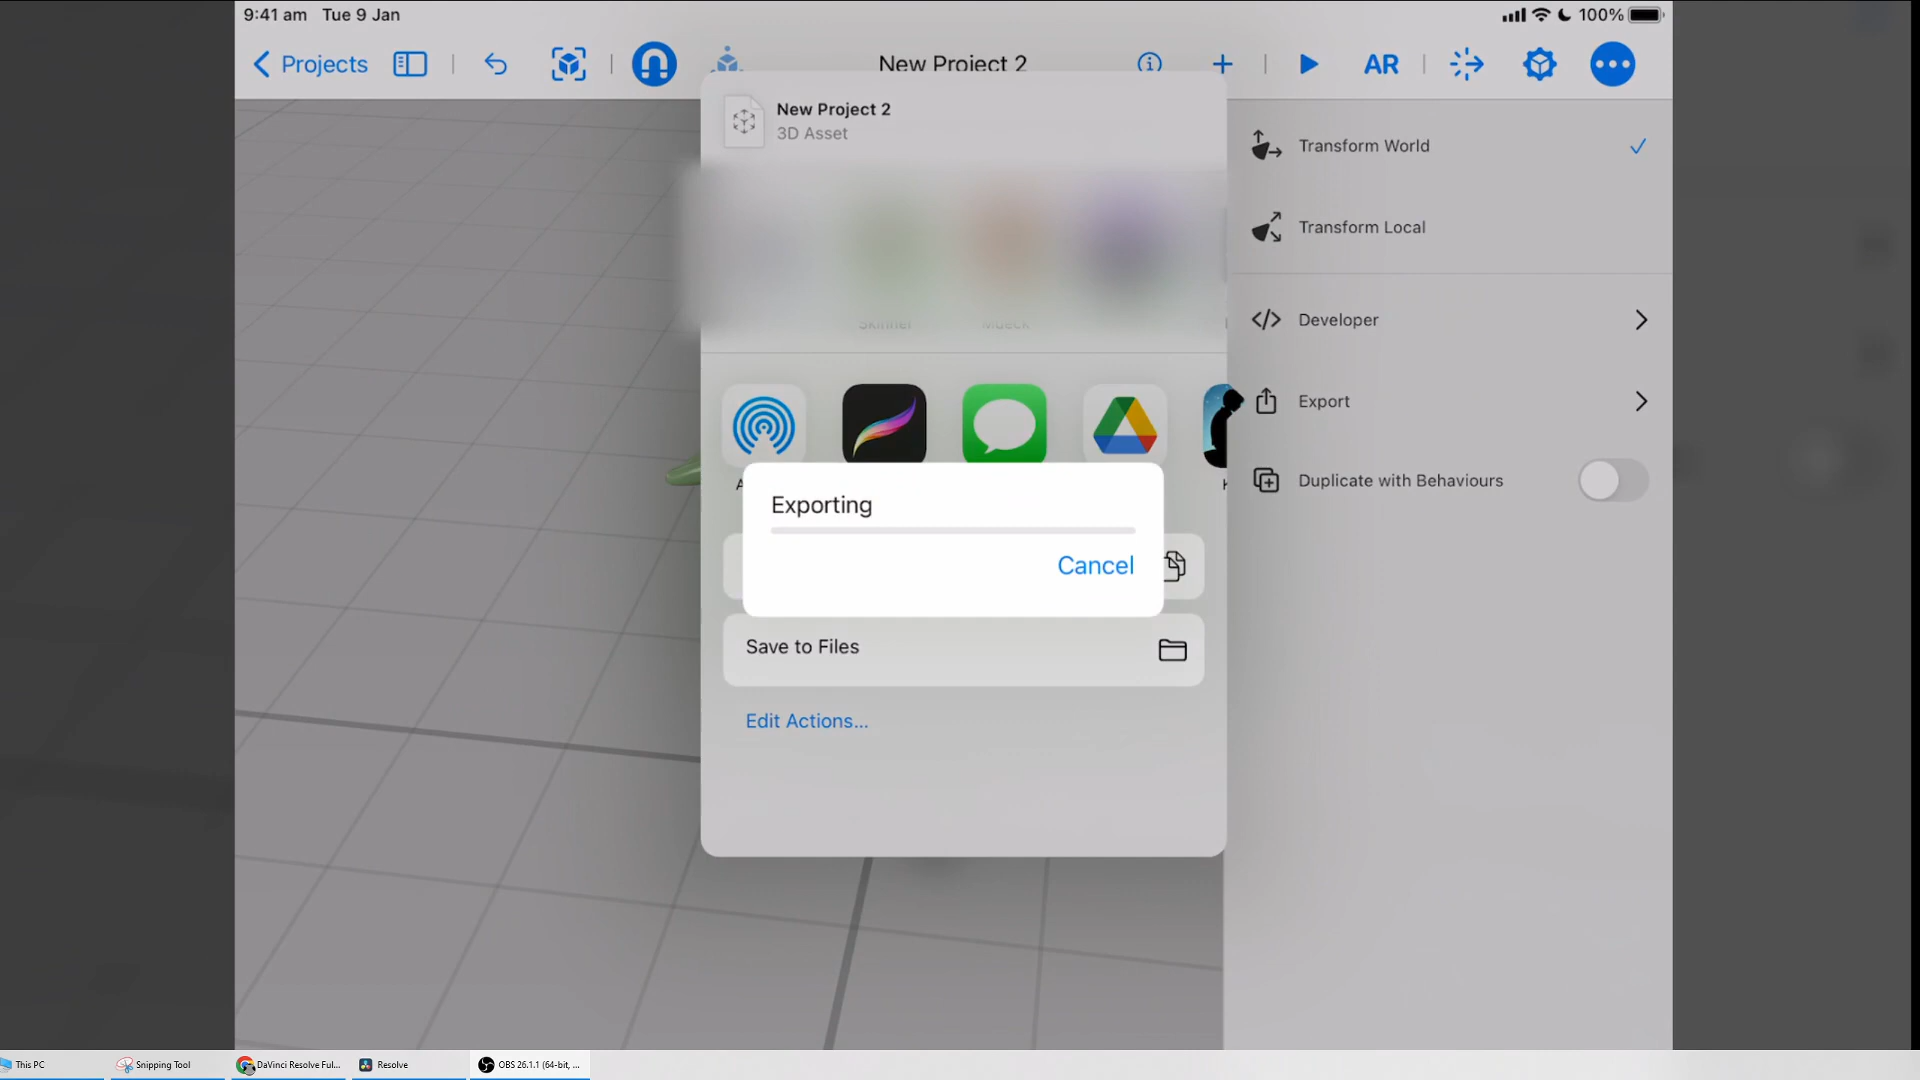 9:41 am Tue 9 Jan
100%
Projects
New Project 2
AR
New Project 2
3D Asset
Transform World
Transform Local
Skinner
Mueck
Developer
Export
Duplicate with Behaviours
Exporting
Cancel
Save to Files
Edit Actions...
This PC
Snipping Tool
DaVinci Resolve Ful...
Resolve
OBS 26.1.1 (64-bit, ...